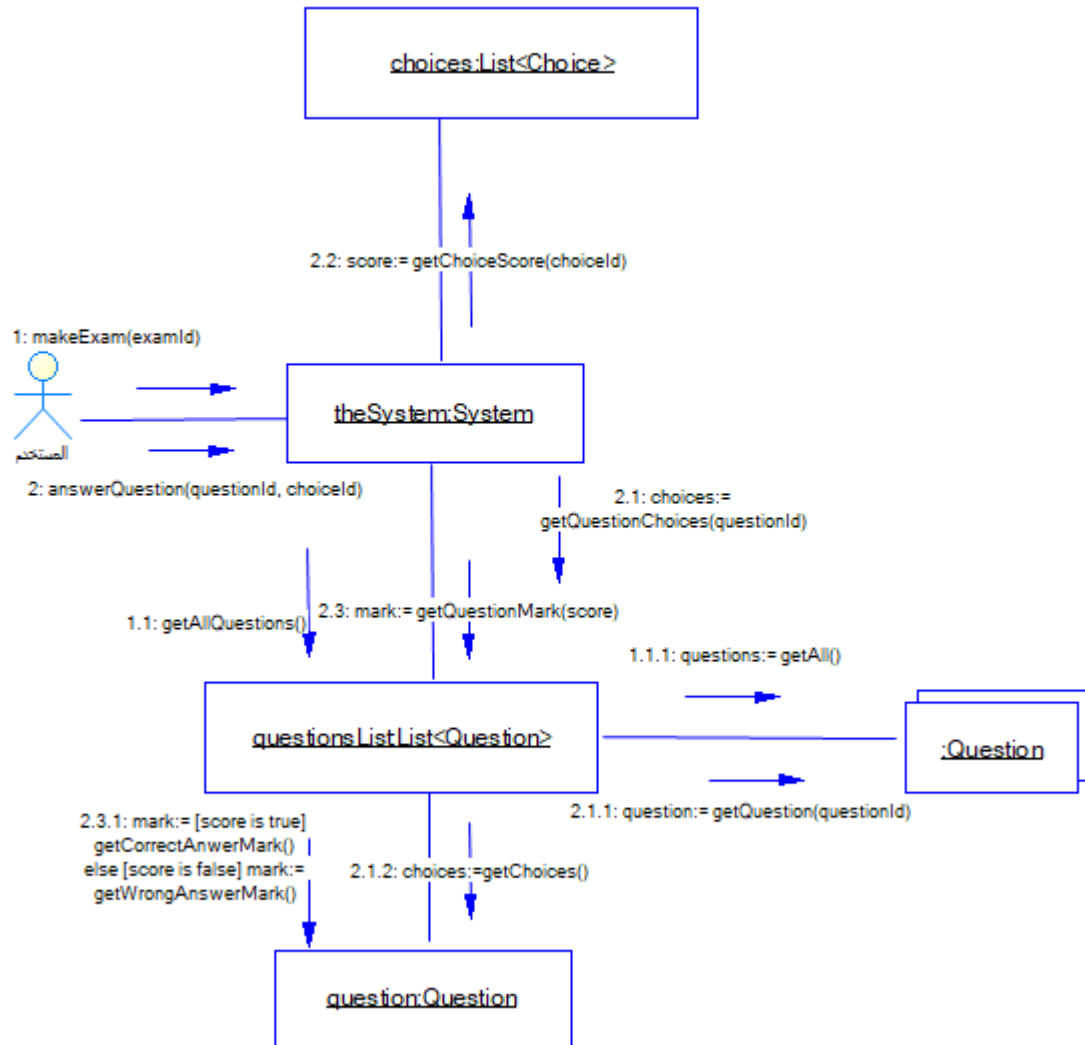 choices:List<Choice>
2.2: score:= getChoiceScore(choiceId)
1: makeExam(examId)
theSystem:System
المستخدم
2: answerQuestion(questionId, choiceId)
2.1: choices:=
getQuestionChoices(questionId)
1.1: getAllQuestions()
2.3: mark:= getQuestionMark(score)
1.1.1: questions:= getAll()
questionsList:List<Question>
:Question
2.1.1: question:= getQuestion(questionId)
2.3.1: mark:= [score is true]
getCorrectAnwerMark()
else [score is false] mark:=
getWrongAnswerMark()
2.1.2: choices:=getChoices()
question:Question